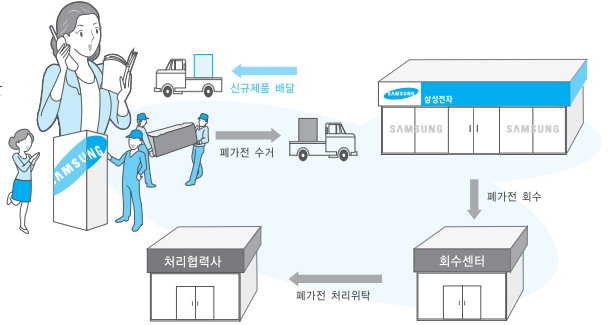 신규제품 배달
SAMSUNG
삼성전자
SAMSUNG
SAMSUNG
SAMSUNG
폐가전 수거
폐가전 회수
처리협력사
회수센터
폐가전 처리위탁